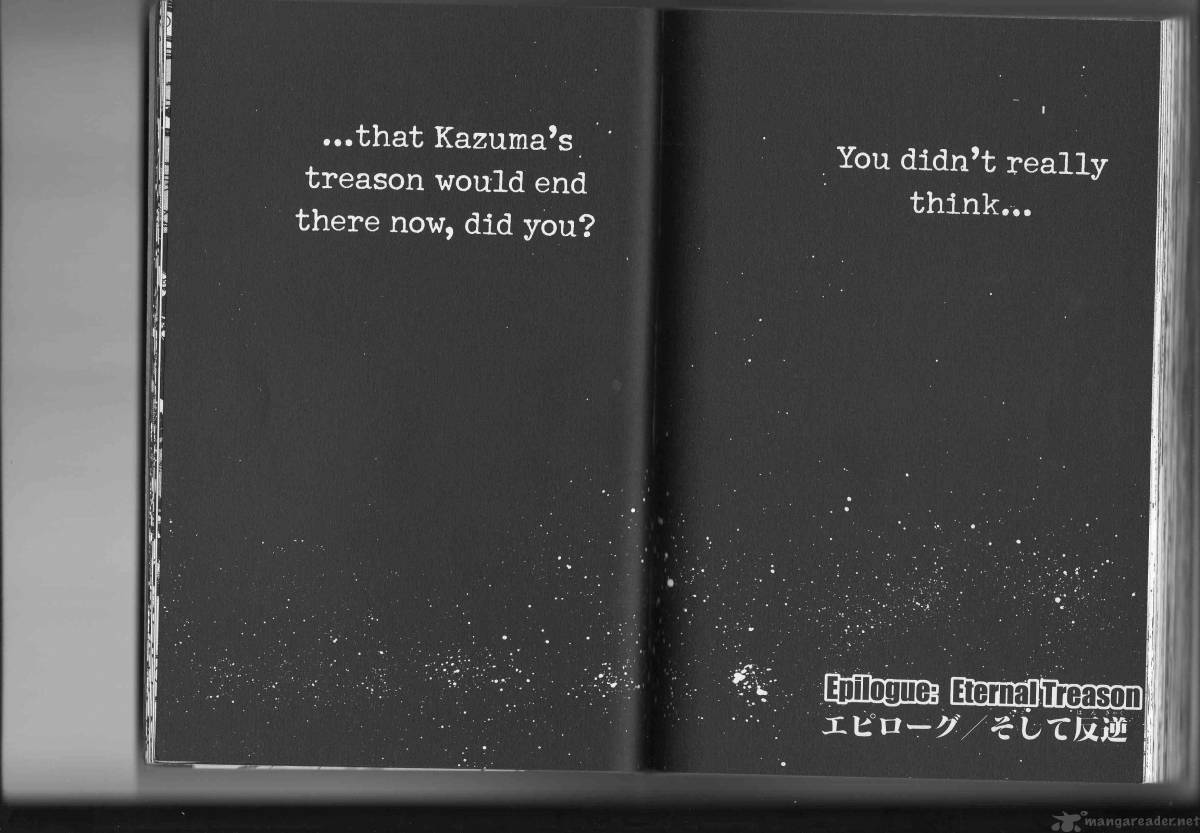 You didn't really
think...
...that Kazuma's
treason would end
there now, did you?
Epilogue: Eternal Treason
エピローグ／そして反逆
mangareader.net